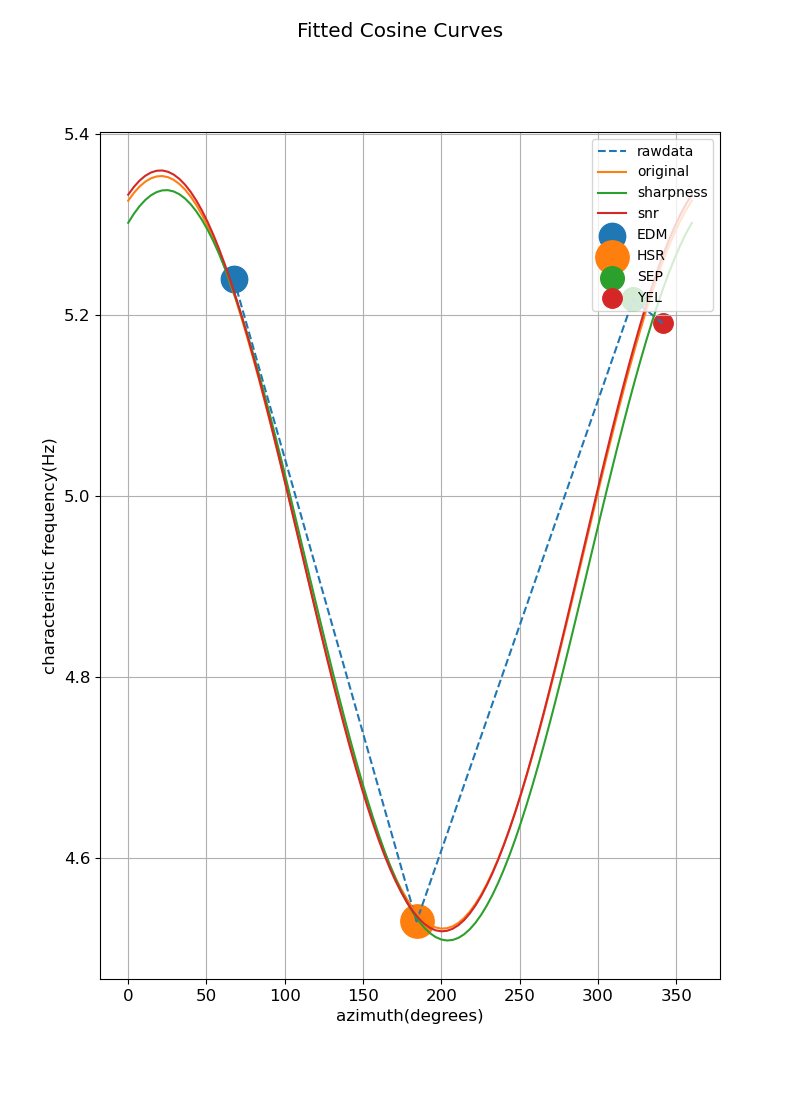 Fitted Cosine Curves
5.4
5.2
5.0
4.8
4.6
characteristic frequency(Hz)
rawdata
original
sharpness
snr
EDM
HSR
SEP
YEL
0 50 100 150 200 250 300 350
azimuth(degrees)